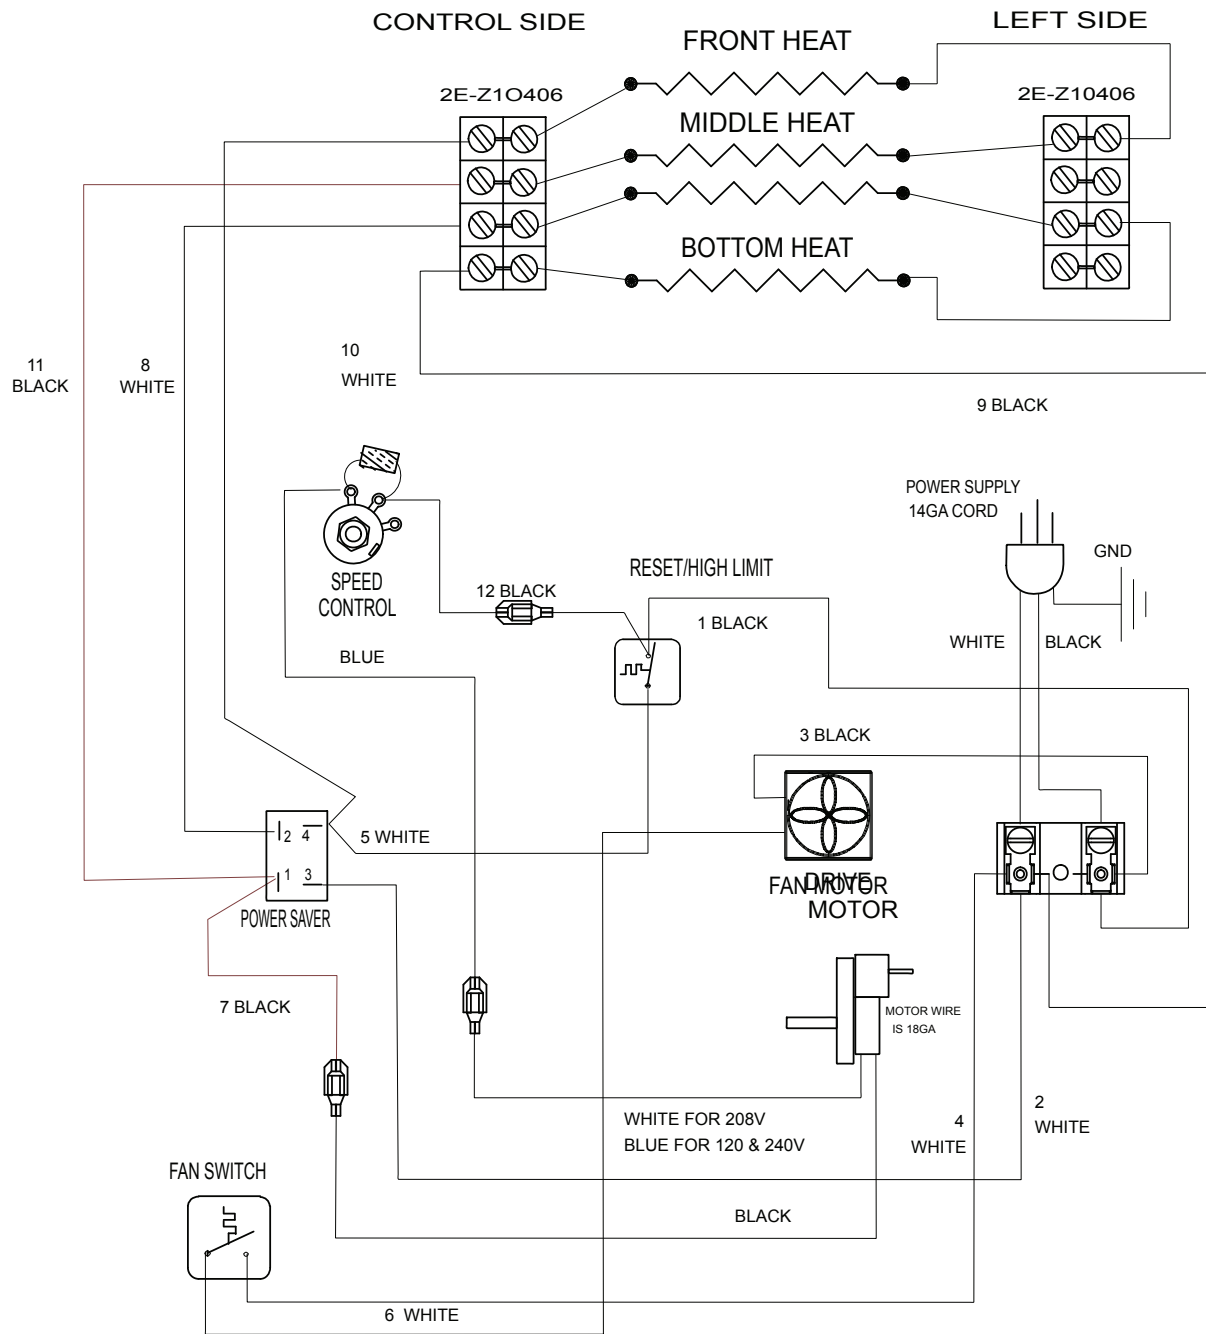 CONTROL SIDE
LEFT SIDE
FRONT HEAT
2E-Z1O406
2E-Z10406
MIDDLE HEAT
BOTTOM HEAT
11
BLACK
8
WHITE
10
WHITE
9 BLACK
POWER SUPPLY
14GA CORD
GND
SPEED
CONTROL
12 BLACK
RESET/HIGH LIMIT
1 BLACK
WHITE
BLACK
BLUE
3 BLACK
2 4
1 3
5 WHITE
POWER SAVER
FAN MOTOR
DRIVE
MOTOR
7 BLACK
MOTOR WIRE
IS 18GA
WHITE FOR 208V
BLUE FOR 120 & 240V
4
WHITE
2
WHITE
FAN SWITCH
BLACK
6 WHITE